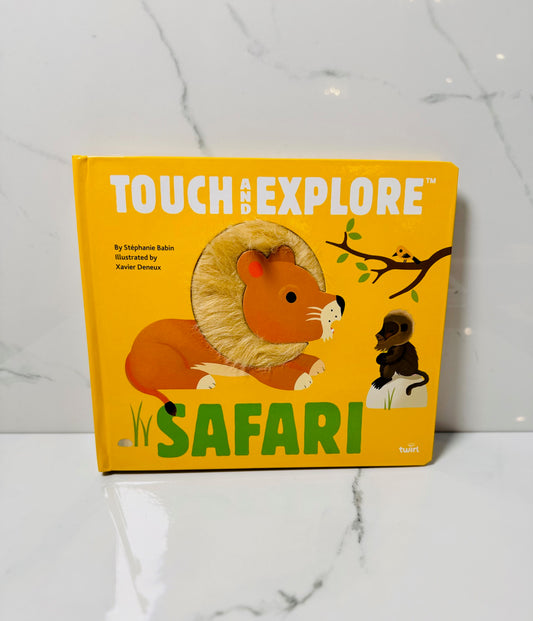 TOUCH AND EXPLORE™
By Stéphanie Babin
Illustrated by
Xavier Deneux
SAFARI
twirl